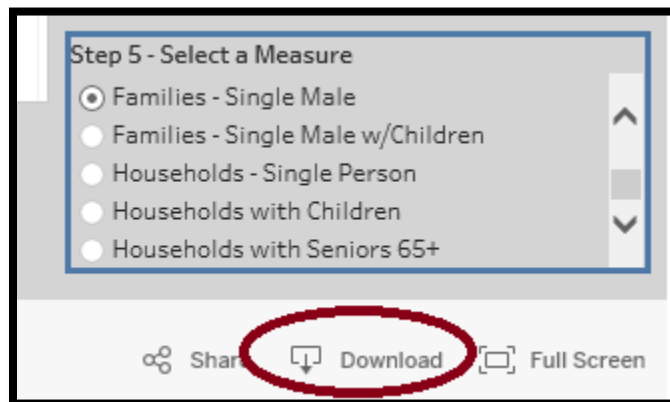 Step 5 - Select a Measure
Families - Single Male
Families - Single Male w/Children
Households - Single Person
Households with Children
Households with Seniors 65+
Share Download Full Screen